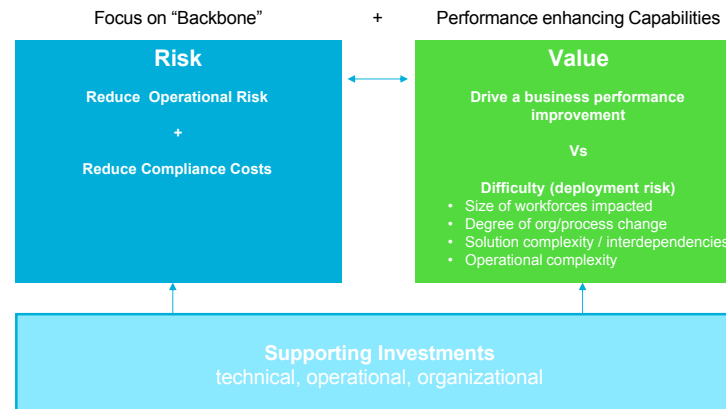 Focus on “Backbone” + Performance enhancing Capabilities
Risk
Reduce Operational Risk
+
Reduce Compliance Costs
Value
Drive a business performance
improvement
Vs
Difficulty (deployment risk)
• Size of workforces impacted
• Degree of org/process change
• Solution complexity / interdependencies
• Operational complexity
Supporting Investments
technical, operational, organizational